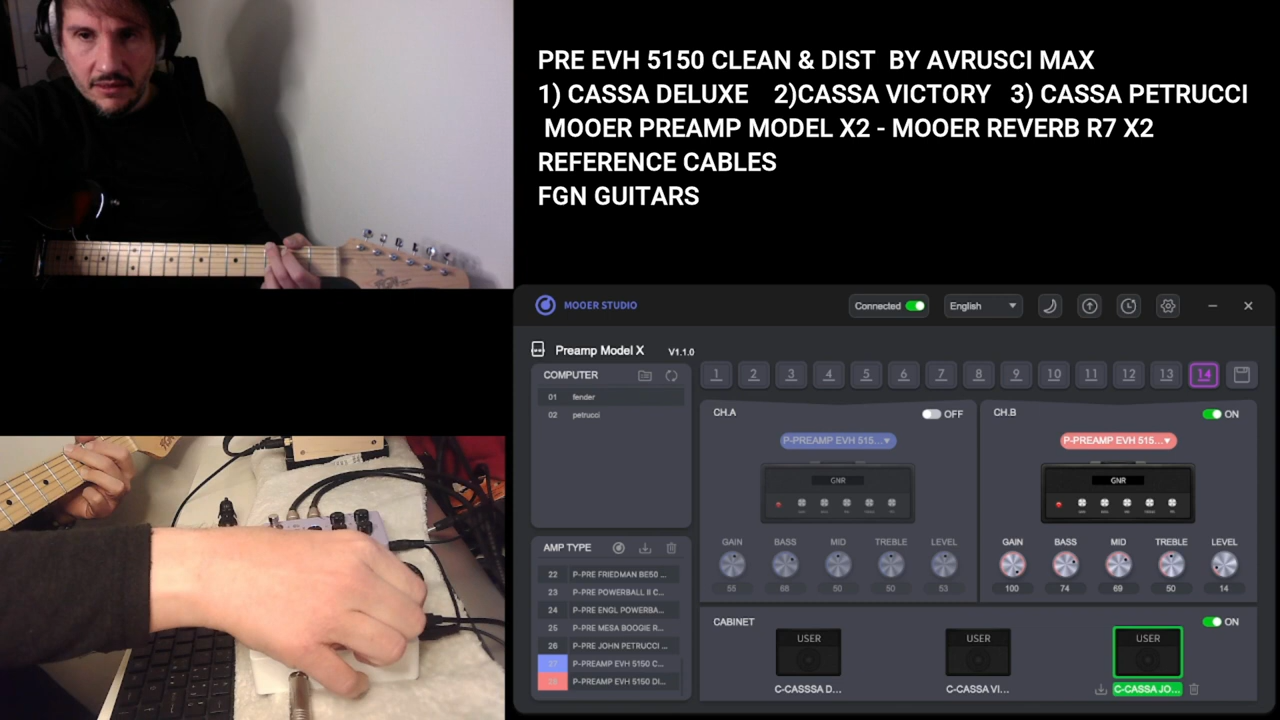 PRE EVH 5150 CLEAN & DIST  BY AVRUSCI MAX
1) CASSA DELUXE    2)CASSA VICTORY   3) CASSA PETRUCCI
MOOER PREAMP MODEL X2 - MOOER REVERB R7 X2
REFERENCE CABLES
FGN GUITARS
MOOER STUDIO
Connected
English
Preamp Model X V1.1.0
COMPUTER
01 fender
02 petrucci
1 2 3 4 5 6 7 8 9 10 11 12 13 14
CH.A OFF
P-PREAMP EVH 515...
GNR
GAIN BASS MID TREBLE LEVEL
55 68 50 50 53
CH.B ON
P-PREAMP EVH 515...
GNR
GAIN BASS MID TREBLE LEVEL
100 74 69 50 14
AMP TYPE
22 P-PRE FRIEDMAN BE50 ...
23 P-PRE POWERBALL II C...
24 P-PRE ENGL POWERBA...
25 P-PRE MESA BOOGIE R...
26 P-PRE JOHN PETRUCCI ...
27 P-PREAMP EVH 5150 C...
28 P-PREAMP EVH 5150 DI...
CABINET ON
USER USER USER
C-CASSSA D... C-CASSA VI... C-CASSA JO...